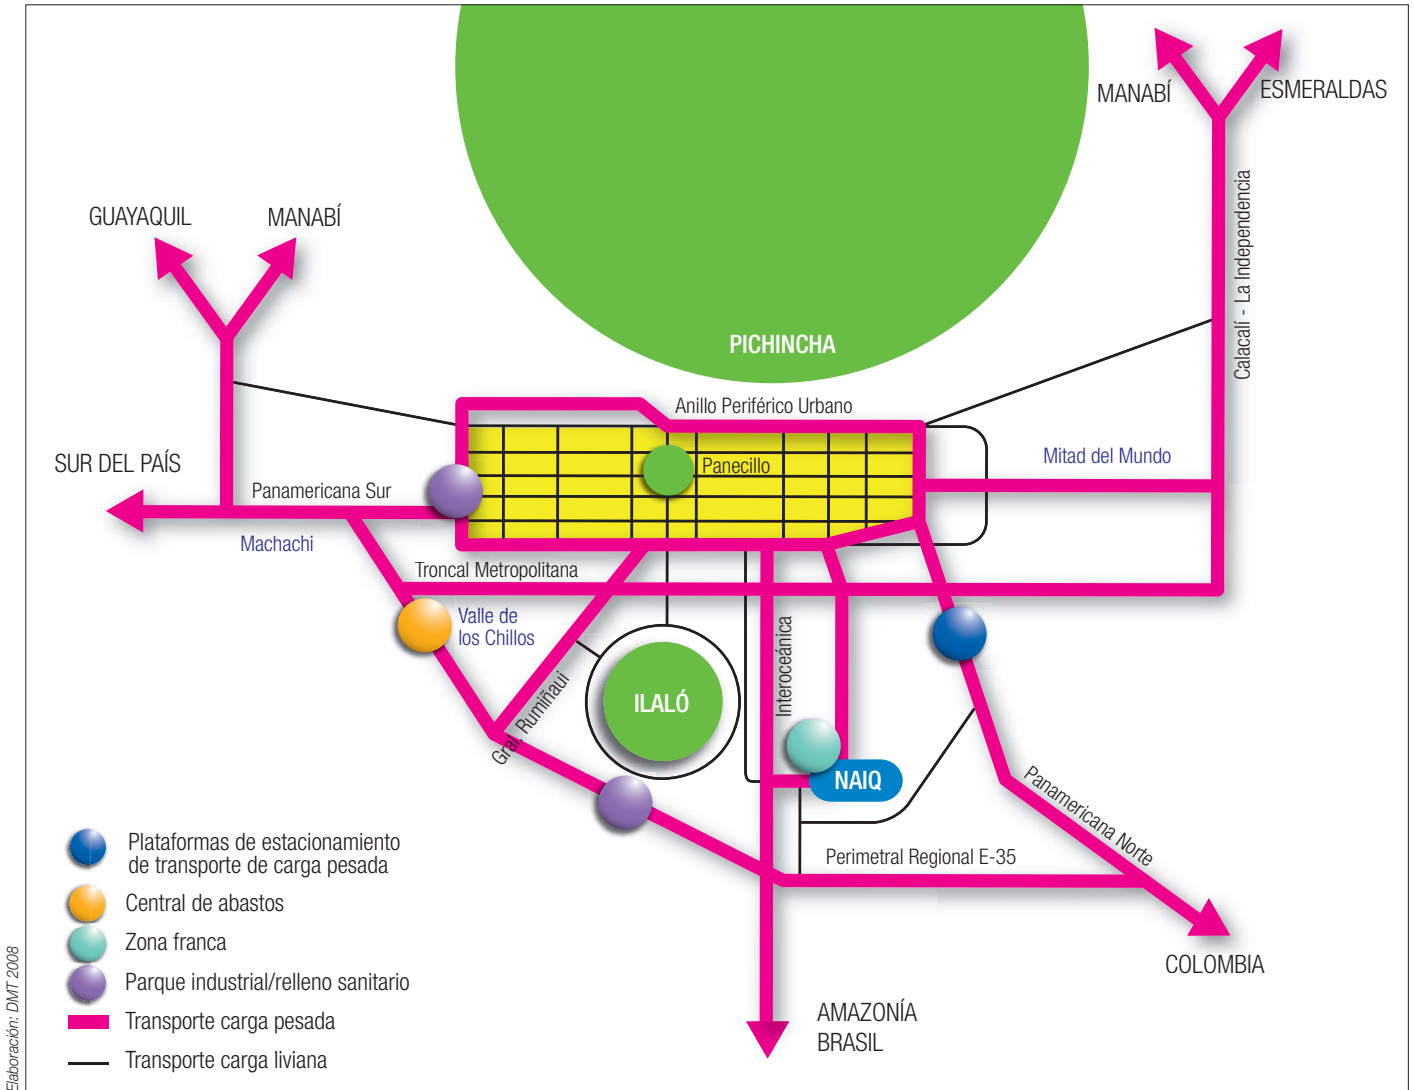 MANABÍ
ESMERALDAS
Calacalí - La Independencia
GUAYAQUIL
MANABÍ
PICHINCHA
Anillo Periférico Urbano
SUR DEL PAÍS
Panecillo
Mitad del Mundo
Panamericana Sur
Machachi
Troncal Metropolitana
Valle de
los Chillos
Interoceánica
Gral. Rumiñaui
ILALÓ
NAIQ
Panamericana Norte
Perimetral Regional E-35
COLOMBIA
AMAZONÍA
BRASIL
Plataformas de estacionamiento
de transporte de carga pesada
Central de abastos
Zona franca
Parque industrial/relleno sanitario
Transporte carga pesada
Transporte carga liviana
Elaboración: DMT 2008